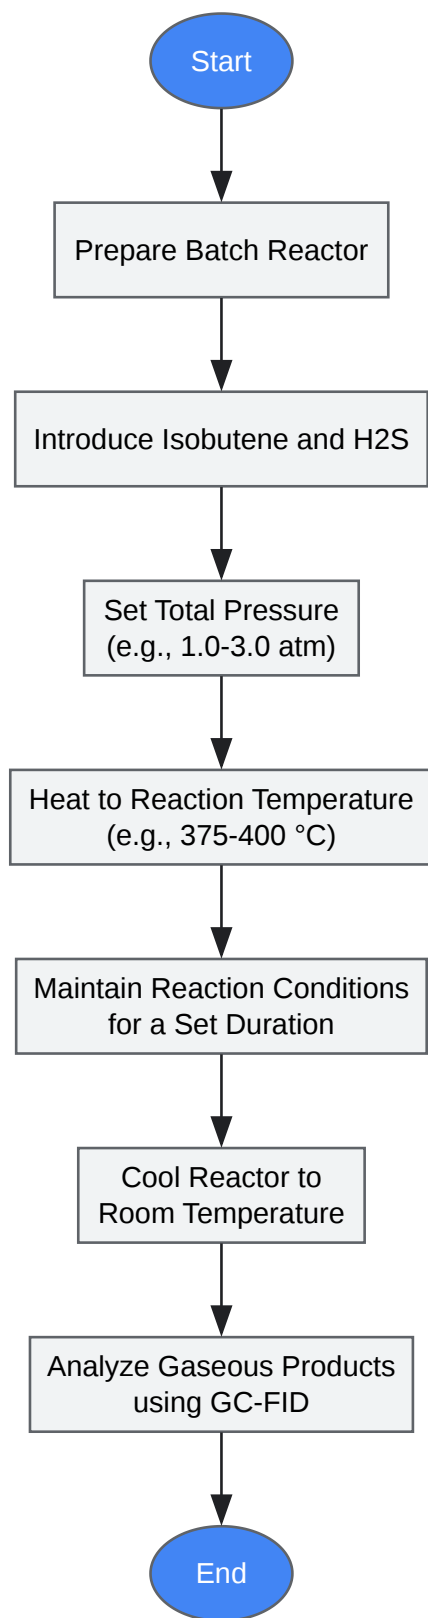 Start
Prepare Batch Reactor
Introduce Isobutene and H2S
Set Total Pressure
(e.g., 1.0-3.0 atm)
Heat to Reaction Temperature
(e.g., 375-400 °C)
Maintain Reaction Conditions
for a Set Duration
Cool Reactor to
Room Temperature
Analyze Gaseous Products
using GC-FID
End